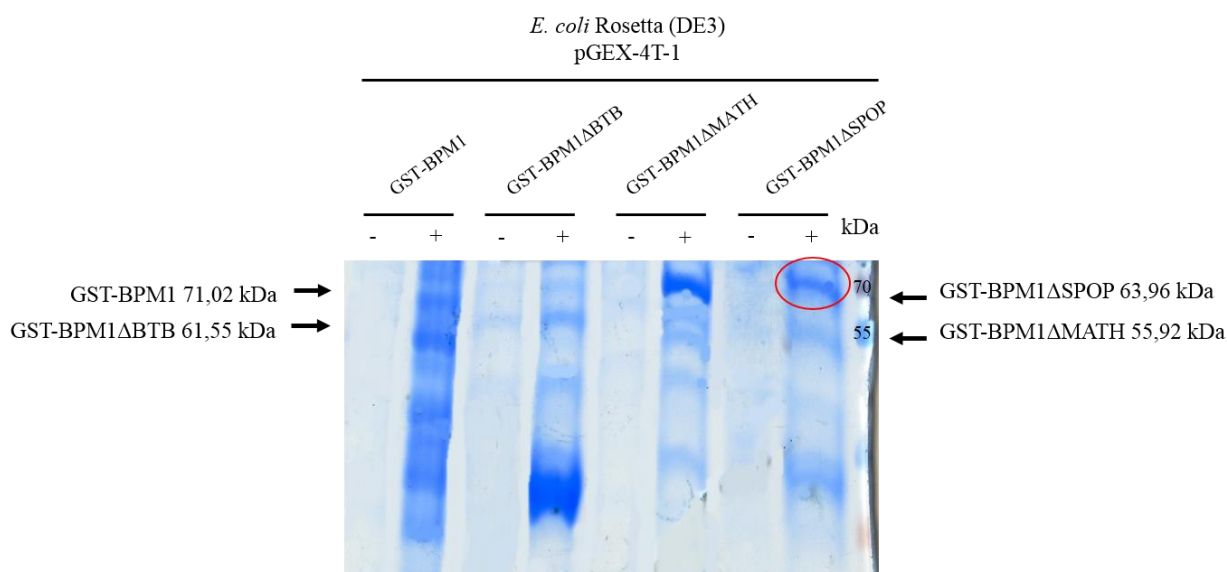 E. coli Rosetta (DE3)
pGEX-4T-1
GST-BPM1
GST-BPM1ΔBTB
GST-BPM1ΔMATH
GST-BPM1ΔSPOP
- + - + - + - + kDa
GST-BPM1 71,02 kDa
70
GST-BPM1ΔSPOP 63,96 kDa
GST-BPM1ΔBTB 61,55 kDa
55
GST-BPM1ΔMATH 55,92 kDa